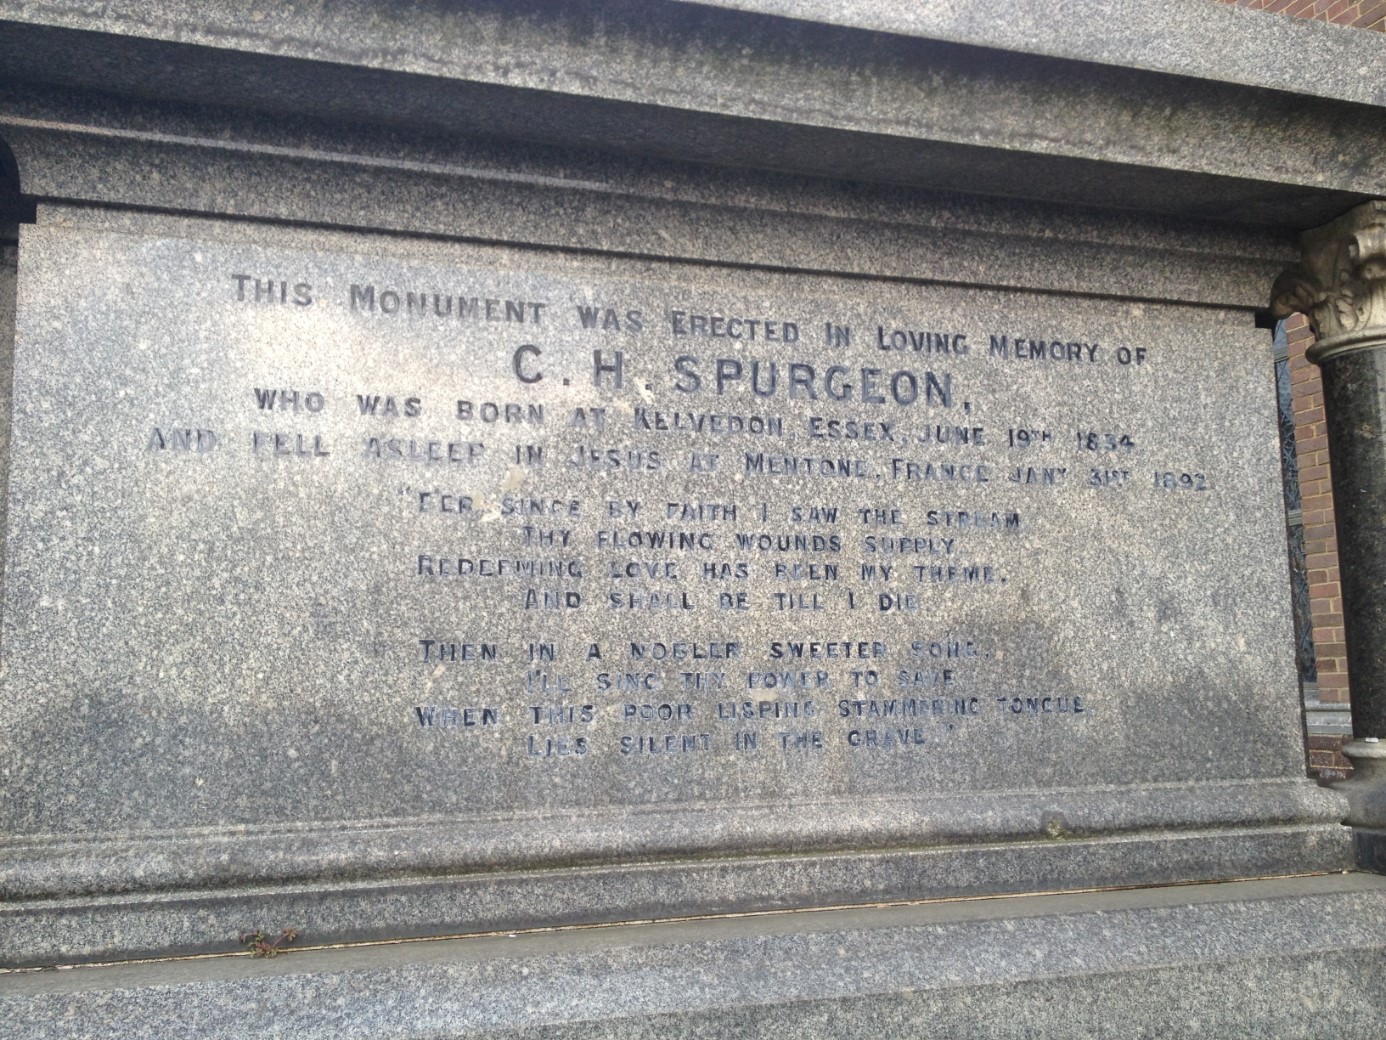 THIS MONUMENT WAS ERECTED IN LOVING MEMORY OF
C. H. SPURGEON,
WHO WAS BORN AT KELVEDON, ESSEX, JUNE 19TH 1834
AND FELL ASLEEP IN JESUS AT MENTONE, FRANCE JANY 31ST 1892.
"E'ER SINCE BY FAITH I SAW THE STREAM
THY FLOWING WOUNDS SUPPLY,
REDEEMING LOVE HAS BEEN MY THEME,
AND SHALL BE TILL I DIE.
THEN IN A NOBLER SWEETER SONG,
I'LL SING THY POWER TO SAVE
WHEN THIS POOR LISPING STAMMERING TONGUE
LIES SILENT IN THE GRAVE."